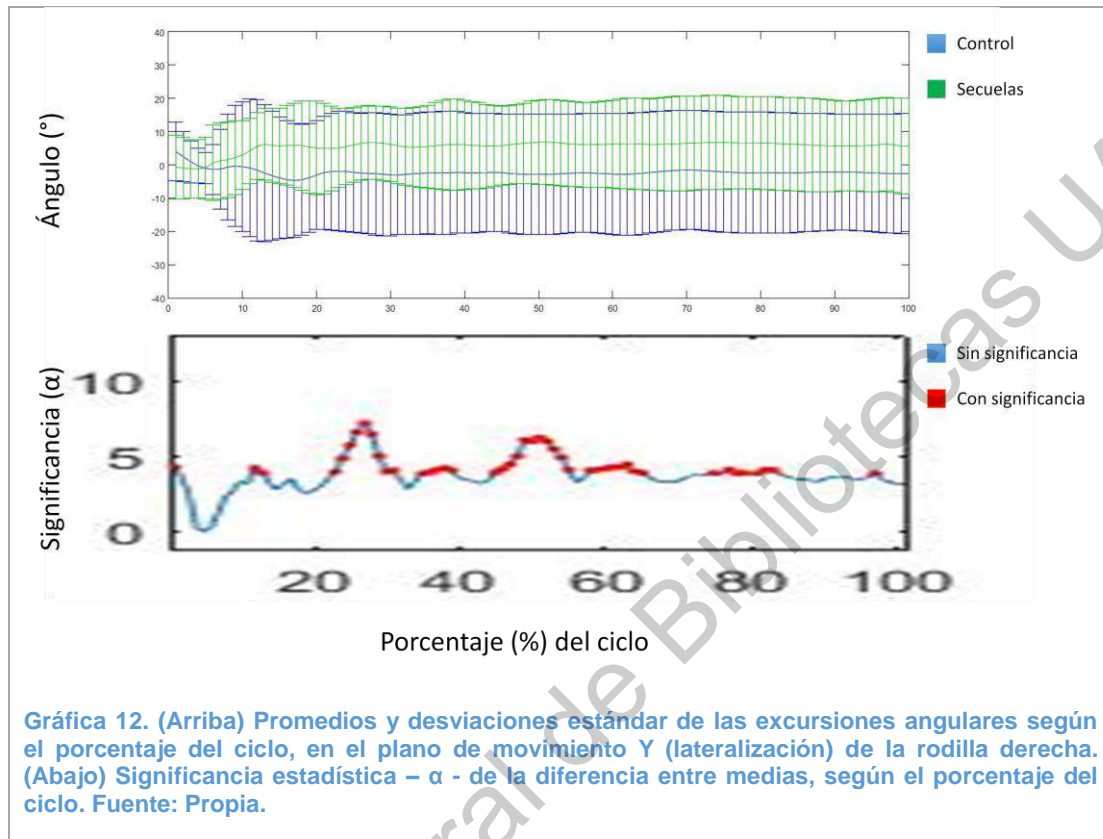 40
30
20
10
0
-10
-20
-30
-40
Ángulo (°)
0 10 20 30 40 50 60 70 80 90 100
Control
Secuelas
10
5
0
Significancia (α)
20 40 60 80 100
Sin significancia
Con significancia
Porcentaje (%) del ciclo
Gráfica 12. (Arriba) Promedios y desviaciones estándar de las excursiones angulares según
el porcentaje del ciclo, en el plano de movimiento Y (lateralización) de la rodilla derecha.
(Abajo) Significancia estadística – α - de la diferencia entre medias, según el porcentaje del
ciclo. Fuente: Propia.
ral de Bibliotecas